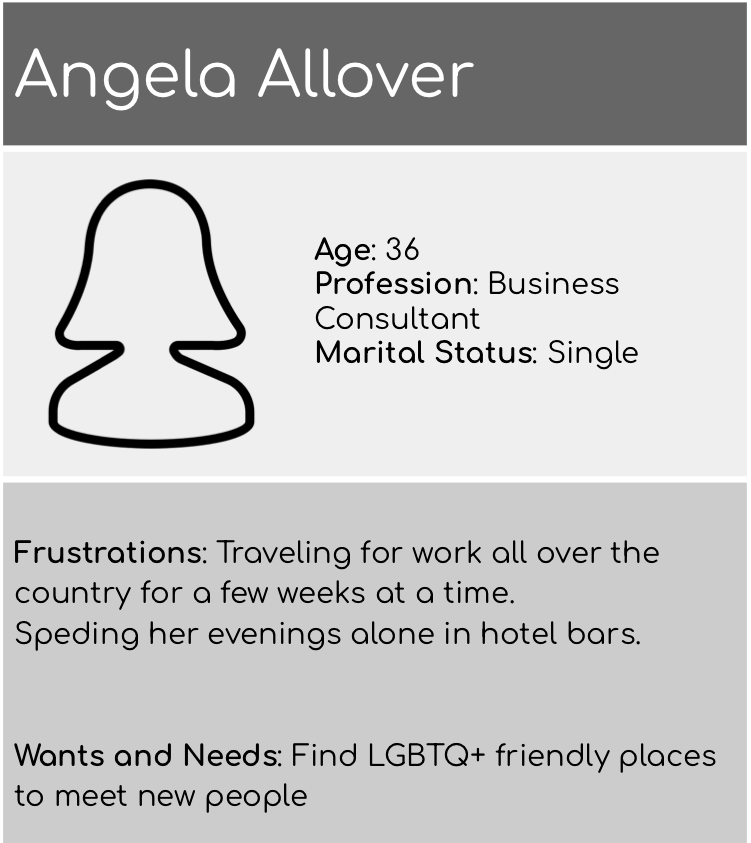 Angela Allover
Age: 36
Profession: Business
Consultant
Marital Status: Single
Frustrations: Traveling for work all over the
country for a few weeks at a time.
Speding her evenings alone in hotel bars.
Wants and Needs: Find LGBTQ+ friendly places
to meet new people